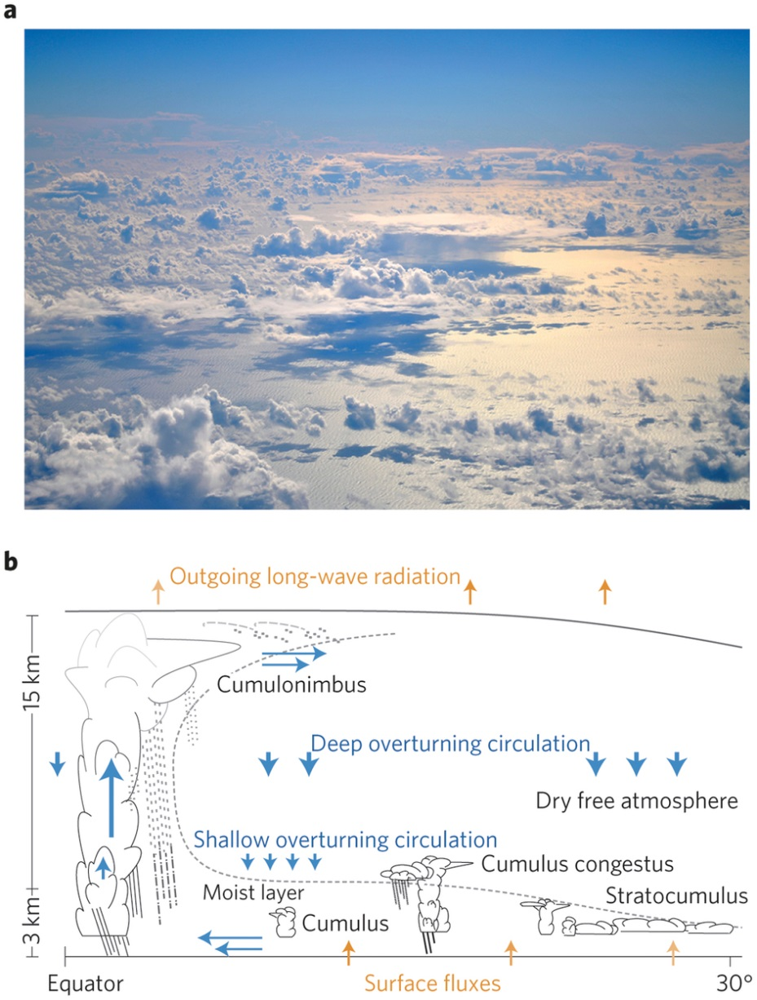 a
b
Outgoing long-wave radiation
15 km
Cumulonimbus
Deep overturning circulation
Dry free atmosphere
Shallow overturning circulation
Cumulus congestus
Moist layer
Stratocumulus
3 km
Cumulus
Equator
Surface fluxes
30°